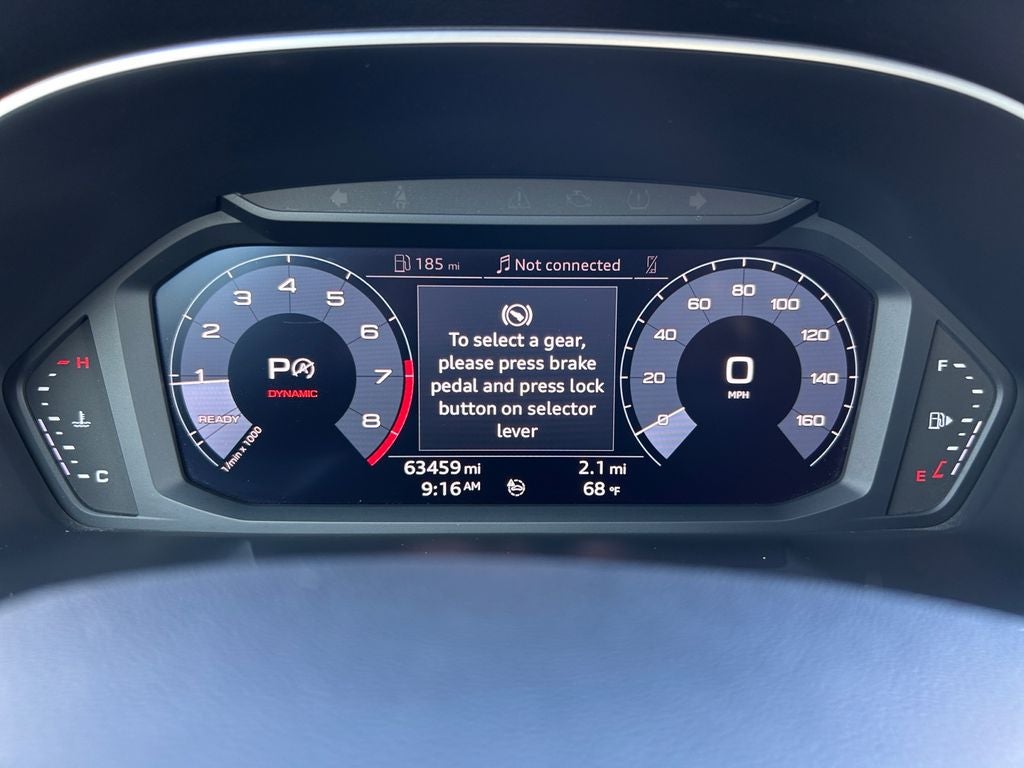 185 mi
Not connected
To select a gear,
please press brake
pedal and press lock
button on selector
lever
1
2
3
4
5
6
7
8
READY
1/min x 1000
P
A
DYNAMIC
0
20
40
60
80
100
120
140
160
0
MPH
63459 mi
2.1 mi
9:16 AM
68 °F
H
C
F
E